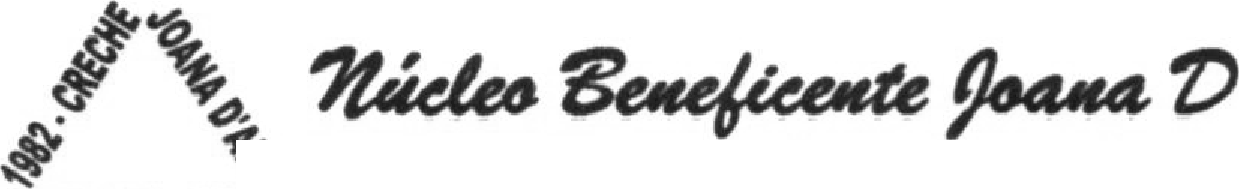 1982 - CRECHE
JOANA D'A
Núcleo Beneficente Joana D